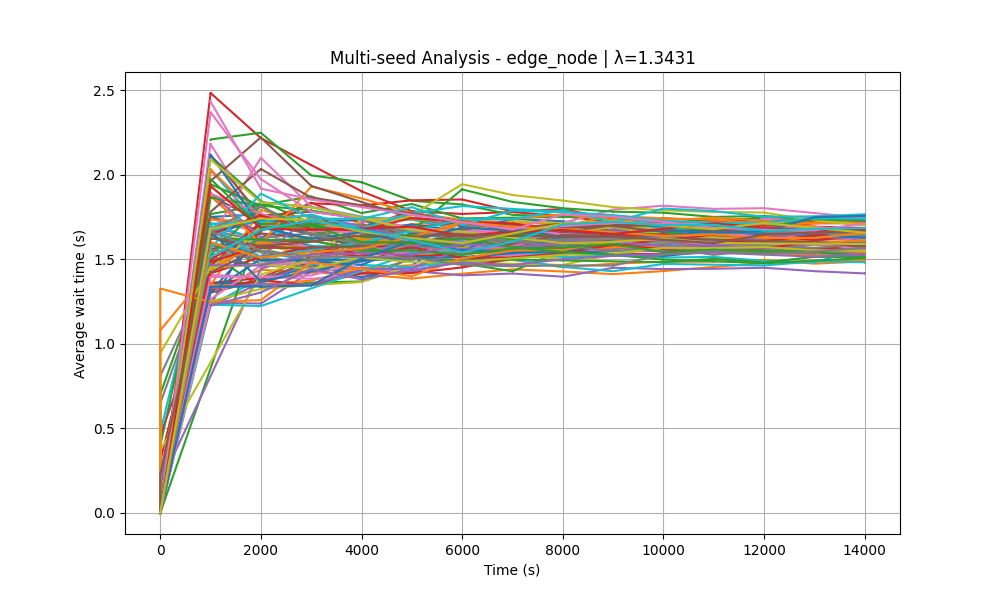 Multi-seed Analysis - edge_node | λ=1.3431
Average wait time (s)
2.5
2.0
1.5
1.0
0.5
0.0
0 2000 4000 6000 8000 10000 12000 14000
Time (s)